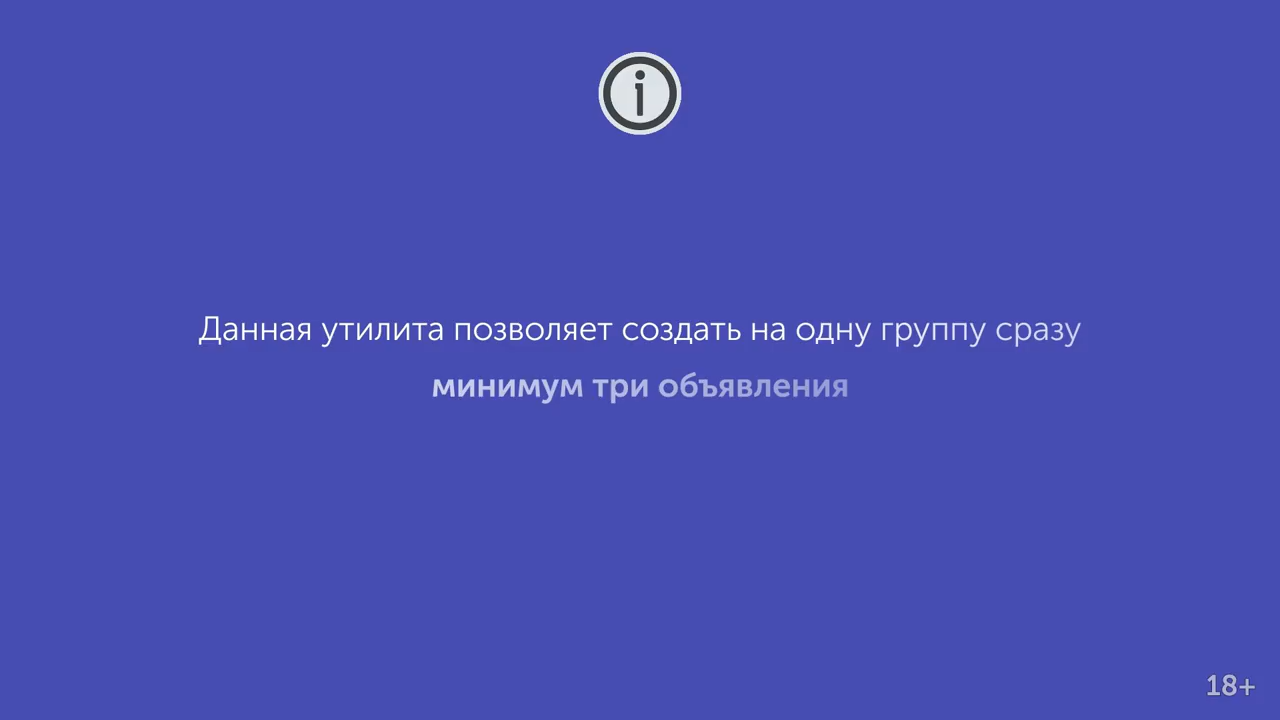 Данная утилита позволяет создать на одну группу сразу
минимум три объявления
18+